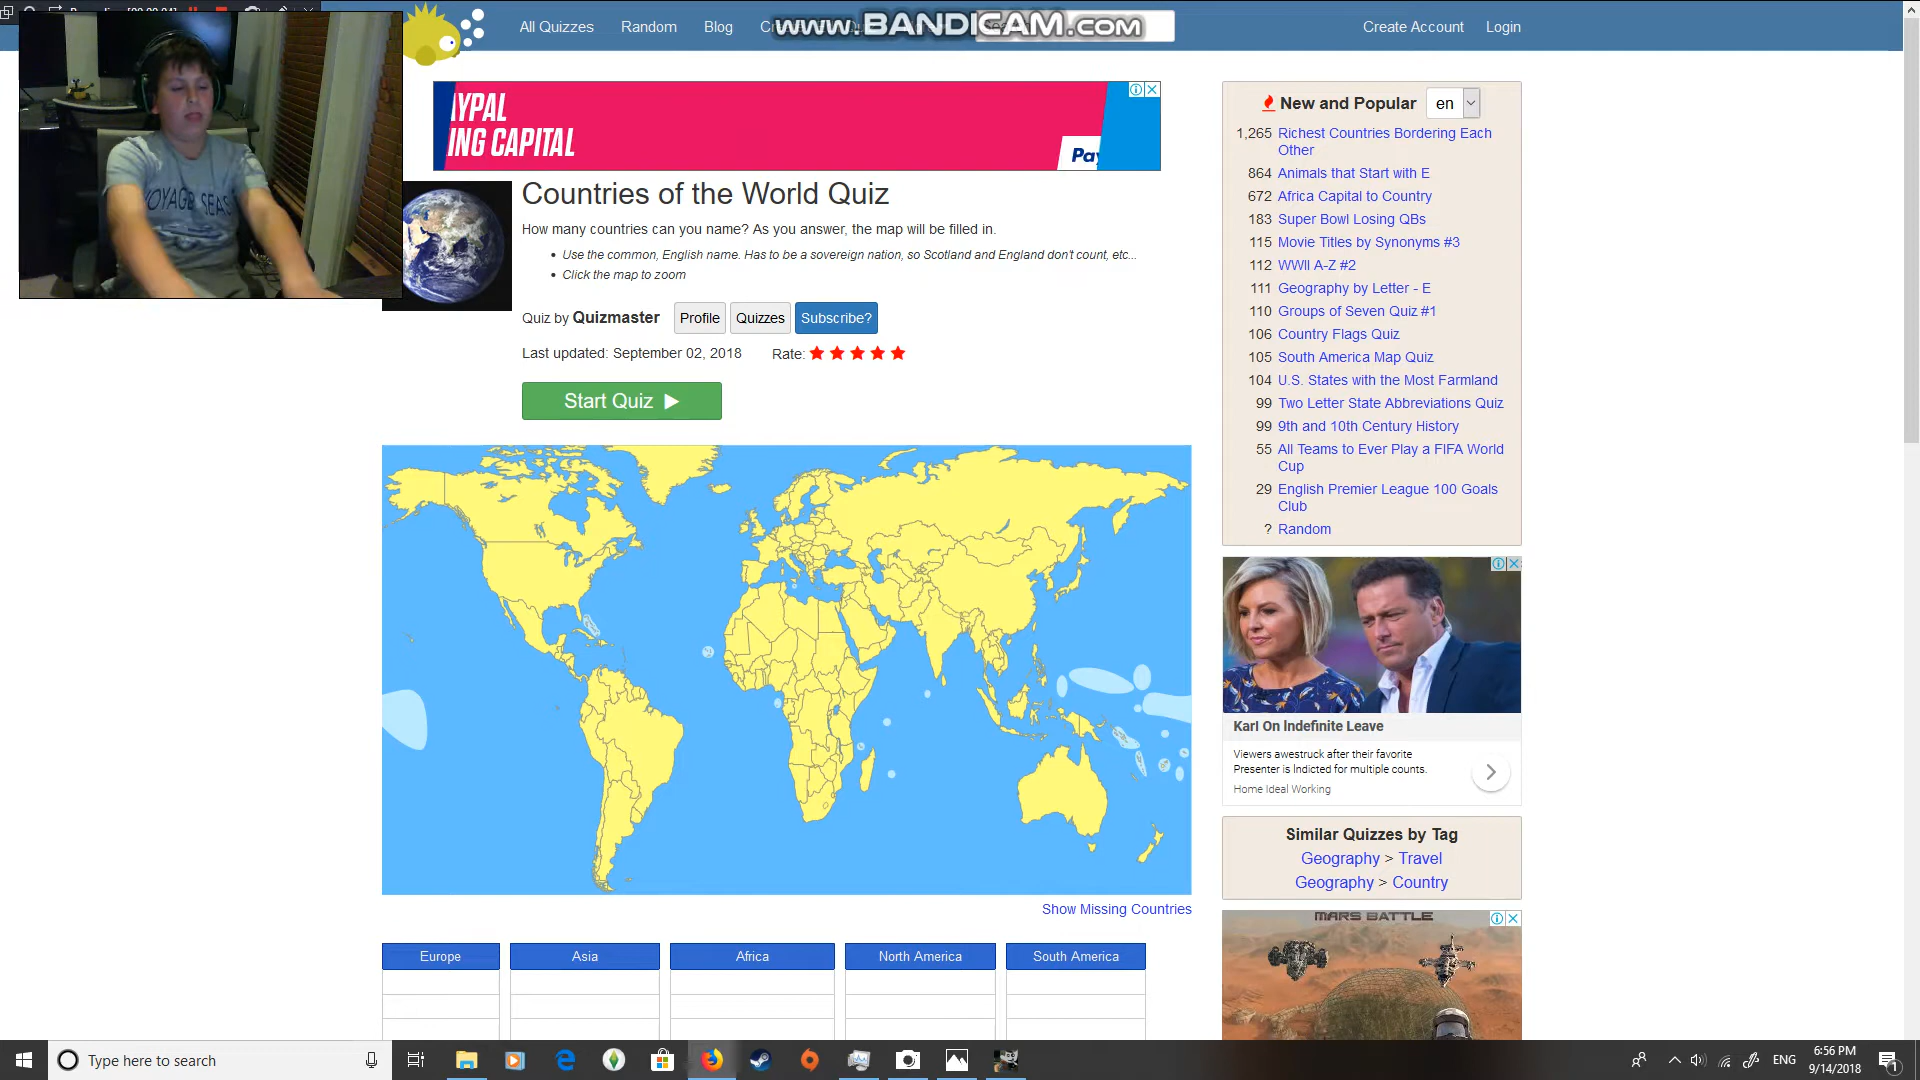 All Quizzes
Random
Blog
WWW.BANDICAM.COM
Create Account
Login
AYPAL
ING CAPITAL
Pay
VOYAGE SEAS
Countries of the World Quiz
How many countries can you name? As you answer, the map will be filled in.
• Use the common, English name. Has to be a sovereign nation, so Scotland and England don't count, etc...
• Click the map to zoom
Quiz by Quizmaster Profile Quizzes Subscribe?
Last updated: September 02, 2018 Rate:
Start Quiz
Show Missing Countries
Europe
Asia
Africa
North America
South America
New and Popular en
1,265 Richest Countries Bordering Each
Other
864 Animals that Start with E
672 Africa Capital to Country
183 Super Bowl Losing QBs
115 Movie Titles by Synonyms #3
112 WWII A-Z #2
111 Geography by Letter - E
110 Groups of Seven Quiz #1
106 Country Flags Quiz
105 South America Map Quiz
104 U.S. States with the Most Farmland
99 Two Letter State Abbreviations Quiz
99 9th and 10th Century History
55 All Teams to Ever Play a FIFA World
Cup
29 English Premier League 100 Goals
Club
? Random
Karl On Indefinite Leave
Viewers awestruck after their favorite
Presenter is Indicted for multiple counts.
Home Ideal Working
Similar Quizzes by Tag
Geography > Travel
Geography > Country
MARS BATTLE
Type here to search
ENG
6:56 PM
9/14/2018
1